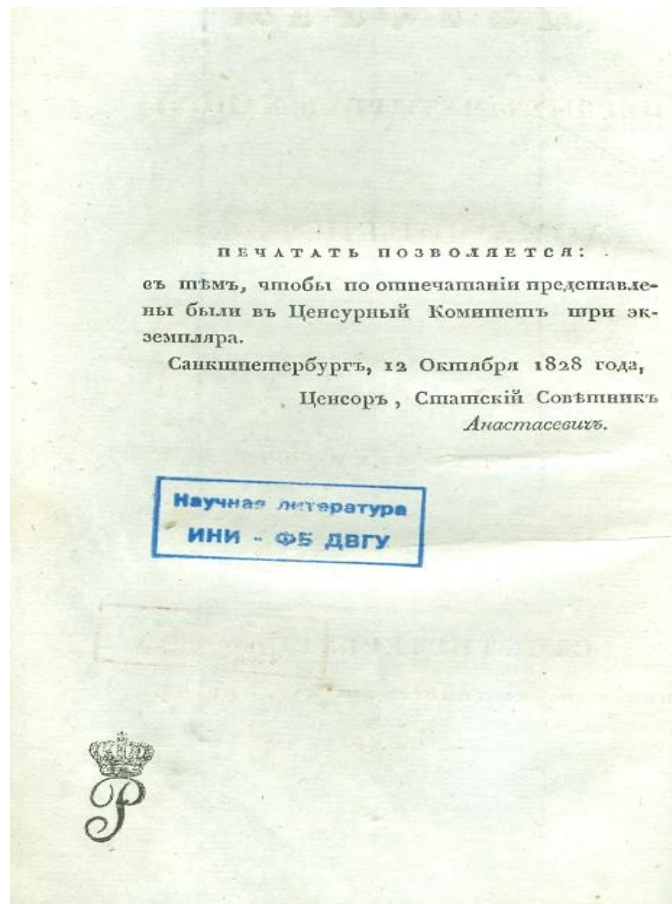 ПЕЧАТАТЬ ПОЗВОЛЯЕТСЯ:
съ тѣмъ, чтобы по отпечатаніи представле-
ны были въ Ценсурный Комитетъ три эк-
земпляра.
Санктпетербургъ, 12 Октября 1828 года,
Ценсоръ, Статскій Совѣтникъ
Анастасевичъ.
Научная литература
ИНИ - ФБ ДВГУ
Р